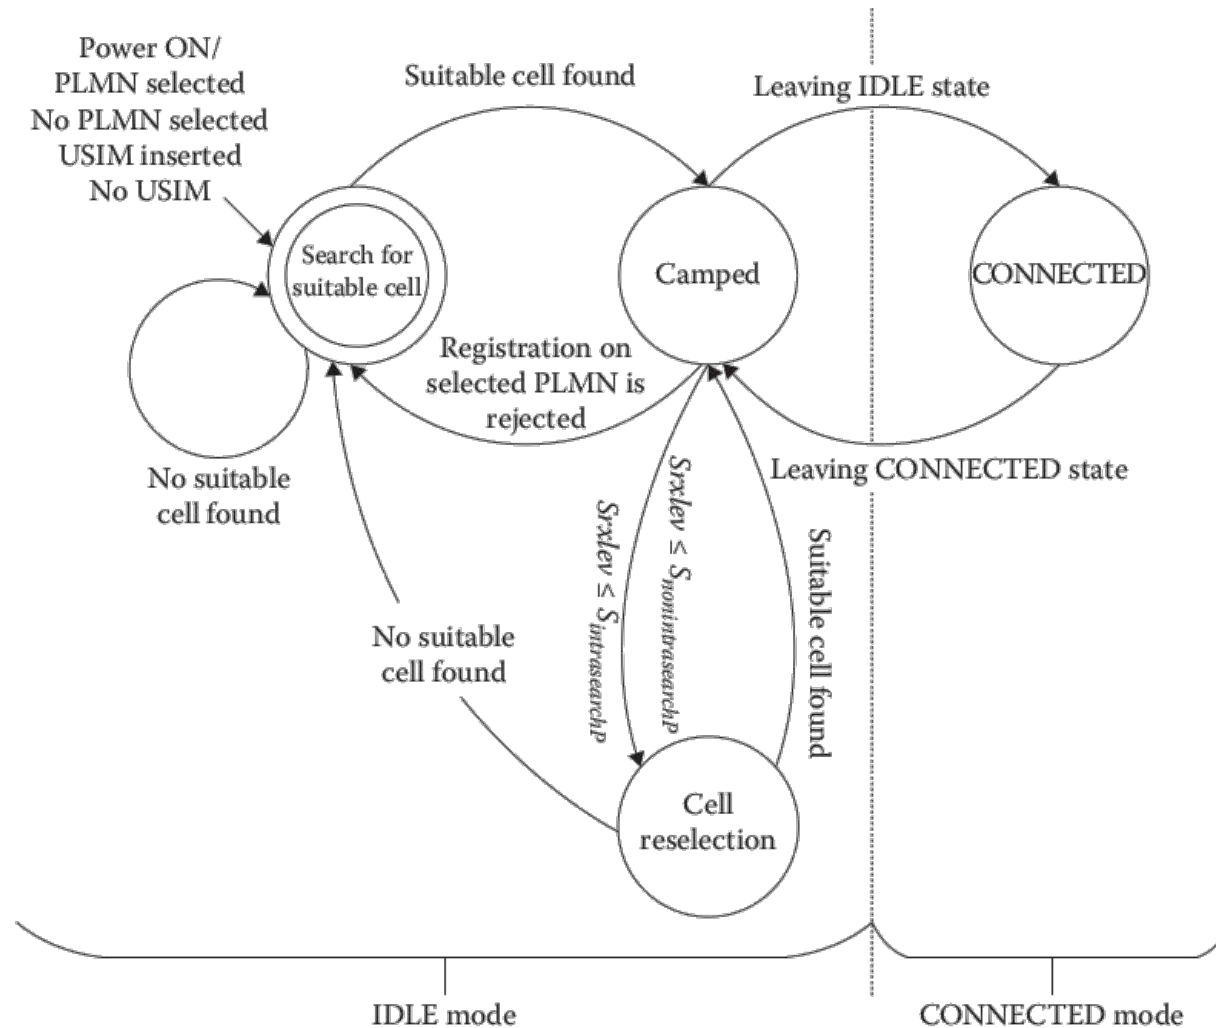 Power ON/
PLMN selected
No PLMN selected
USIM inserted
No USIM
Suitable cell found
Leaving IDLE state
Search for
suitable cell
Camped
CONNECTED
Registration on
selected PLMN is
rejected
No suitable
cell found
Leaving CONNECTED state
Srxlev ≤ SnonintrasearchP
Srxlev ≤ SintrasearchP
Suitable cell found
No suitable
cell found
Cell
reselection
IDLE mode
CONNECTED mode